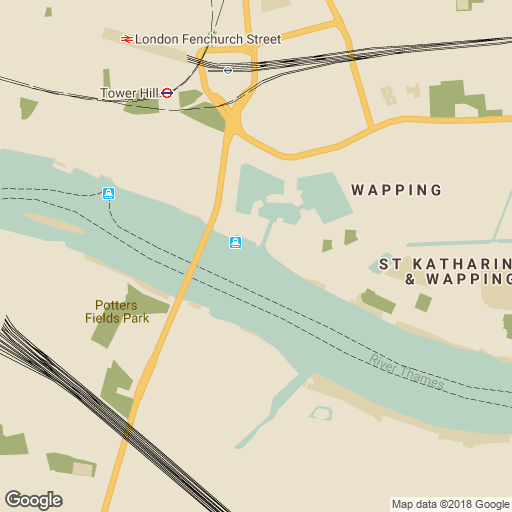 London Fenchurch Street
Tower Hill
WAPPING
ST KATHARIN
& WAPPING
Potters
Fields Park
River Thames
Google
Google
Map data ©2018 Google